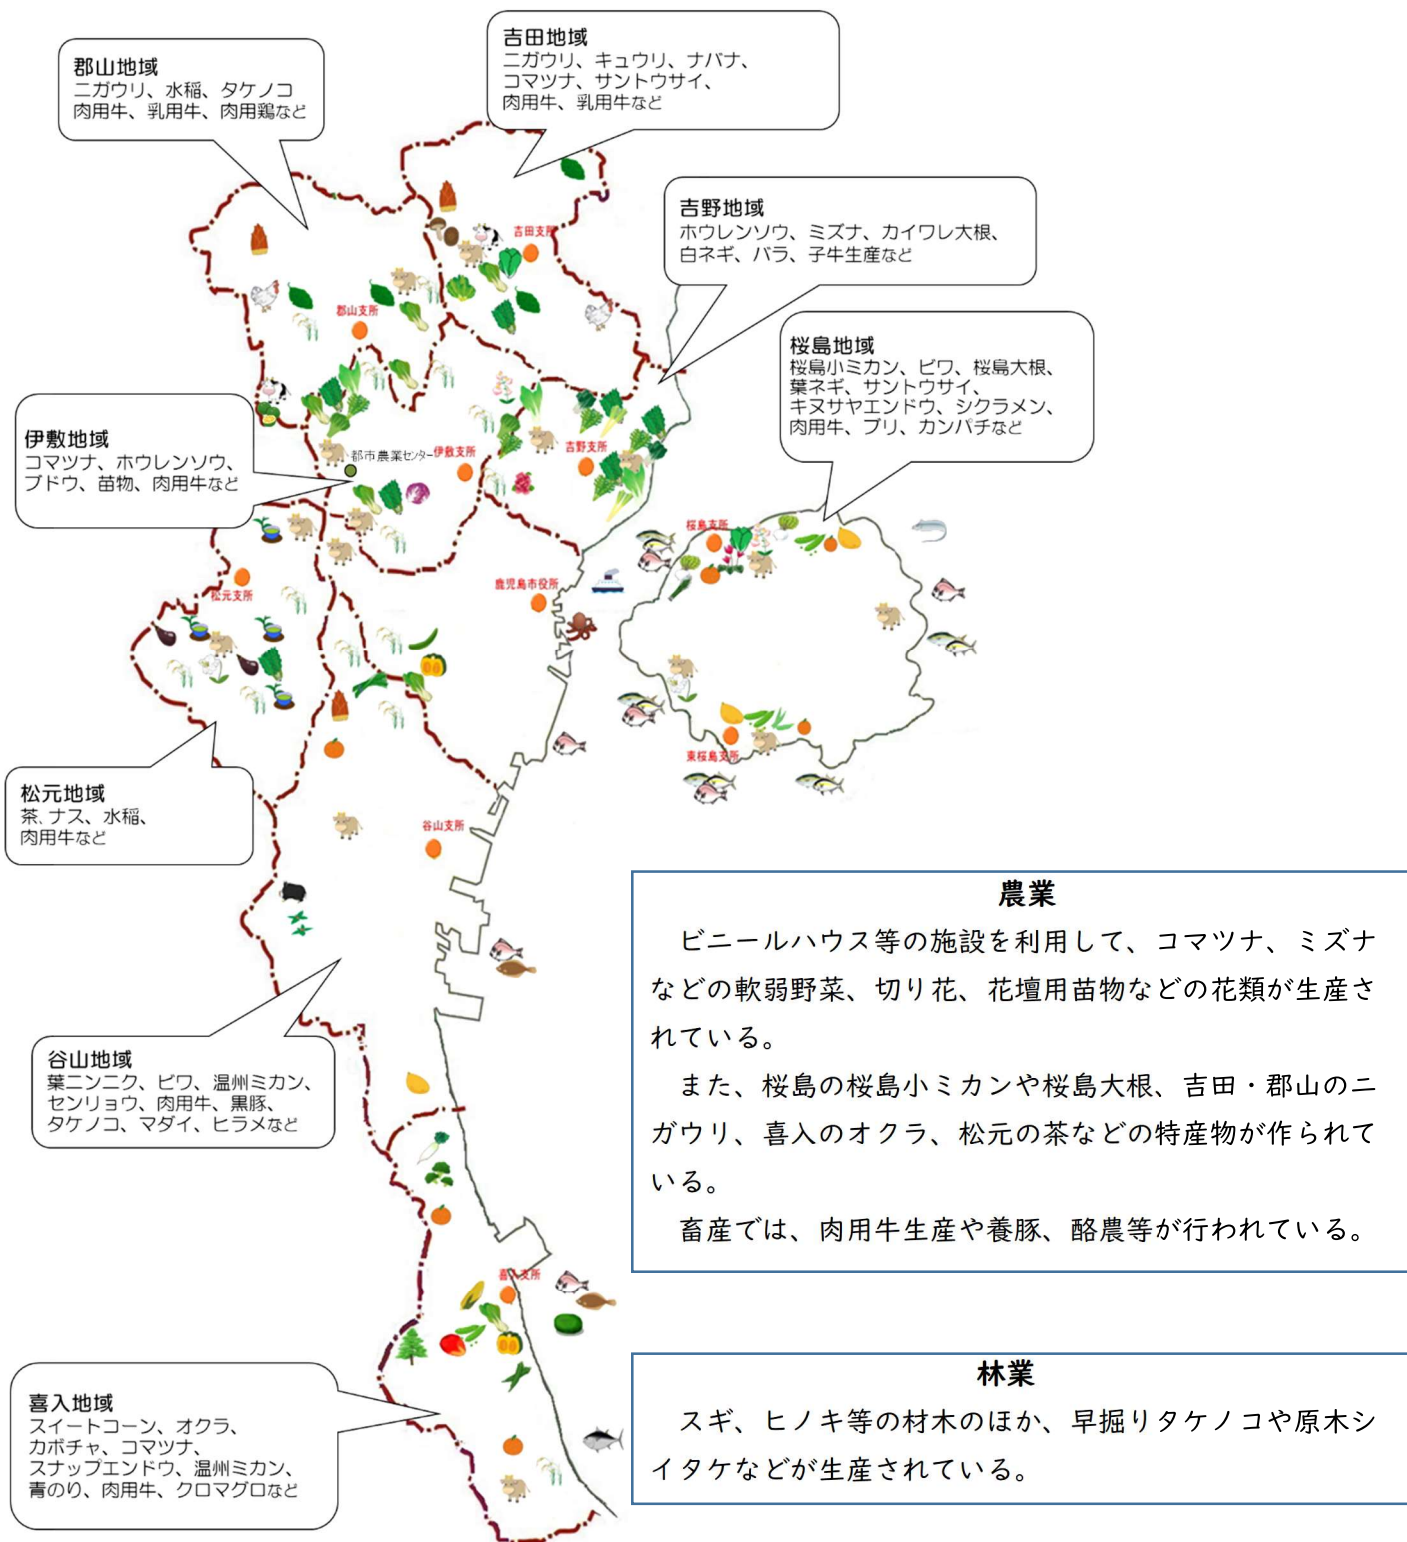 吉田地域
ニガウリ、キュウリ、ナバナ、
コマツナ、サントウサイ、
肉用牛、乳用牛など
郡山地域
ニガウリ、水稲、タケノコ
肉用牛、乳用牛、肉用鶏など
吉野地域
ホウレンソウ、ミズナ、カイワレ大根、
白ネギ、バラ、子牛生産など
吉田支所
郡山支所
桜島地域
桜島小ミカン、ビワ、桜島大根、
葉ネギ、サントウサイ、
キヌサヤエンドウ、シクラメン、
肉用牛、ブリ、カンパチなど
伊敷地域
コマツナ、ホウレンソウ、
ブドウ、苗物、肉用牛など
都市農業センター
伊敷支所
吉野支所
桜島支所
鹿児島市役所
松元支所
東桜島支所
松元地域
茶、ナス、水稲、
肉用牛など
谷山支所
農業
ビニールハウス等の施設を利用して、コマツナ、ミズナ
などの軟弱野菜、切り花、花壇用苗物などの花類が生産さ
れている。
また、桜島の桜島小ミカンや桜島大根、吉田・郡山のニ
ガウリ、喜入のオクラ、松元の茶などの特産物が作られて
いる。
畜産では、肉用牛生産や養豚、酪農等が行われている。
谷山地域
葉ニンニク、ビワ、温州ミカン、
センリョウ、肉用牛、黒豚、
タケノコ、マダイ、ヒラメなど
喜入支所
林業
スギ、ヒノキ等の材木のほか、早掘りタケノコや原木シ
イタケなどが生産されている。
喜入地域
スイートコーン、オクラ、
カボチャ、コマツナ、
スナップエンドウ、温州ミカン、
青のり、肉用牛、クロマグロなど